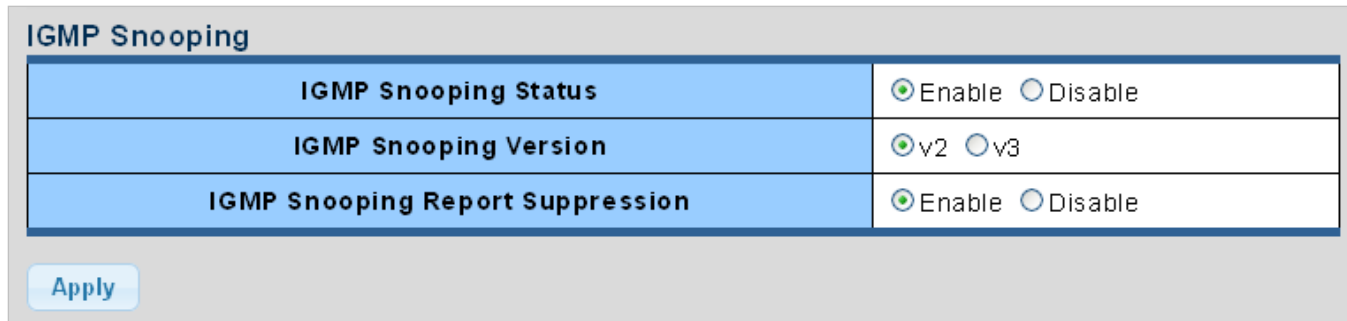 IGMP Snooping
IGMP Snooping Status Enable Disable
IGMP Snooping Version v2 v3
IGMP Snooping Report Suppression Enable Disable
Apply